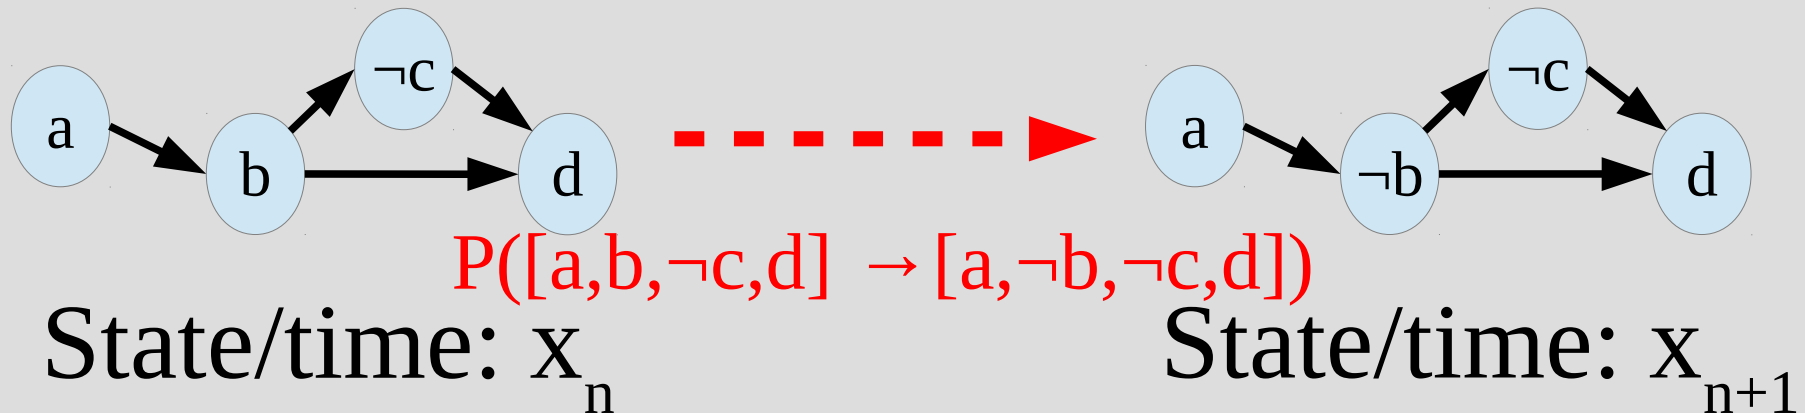 a
b
¬c
d
a
¬b
¬c
d
P([a,b,¬c,d] →[a,¬b,¬c,d])
State/time: xn
State/time: xn+1